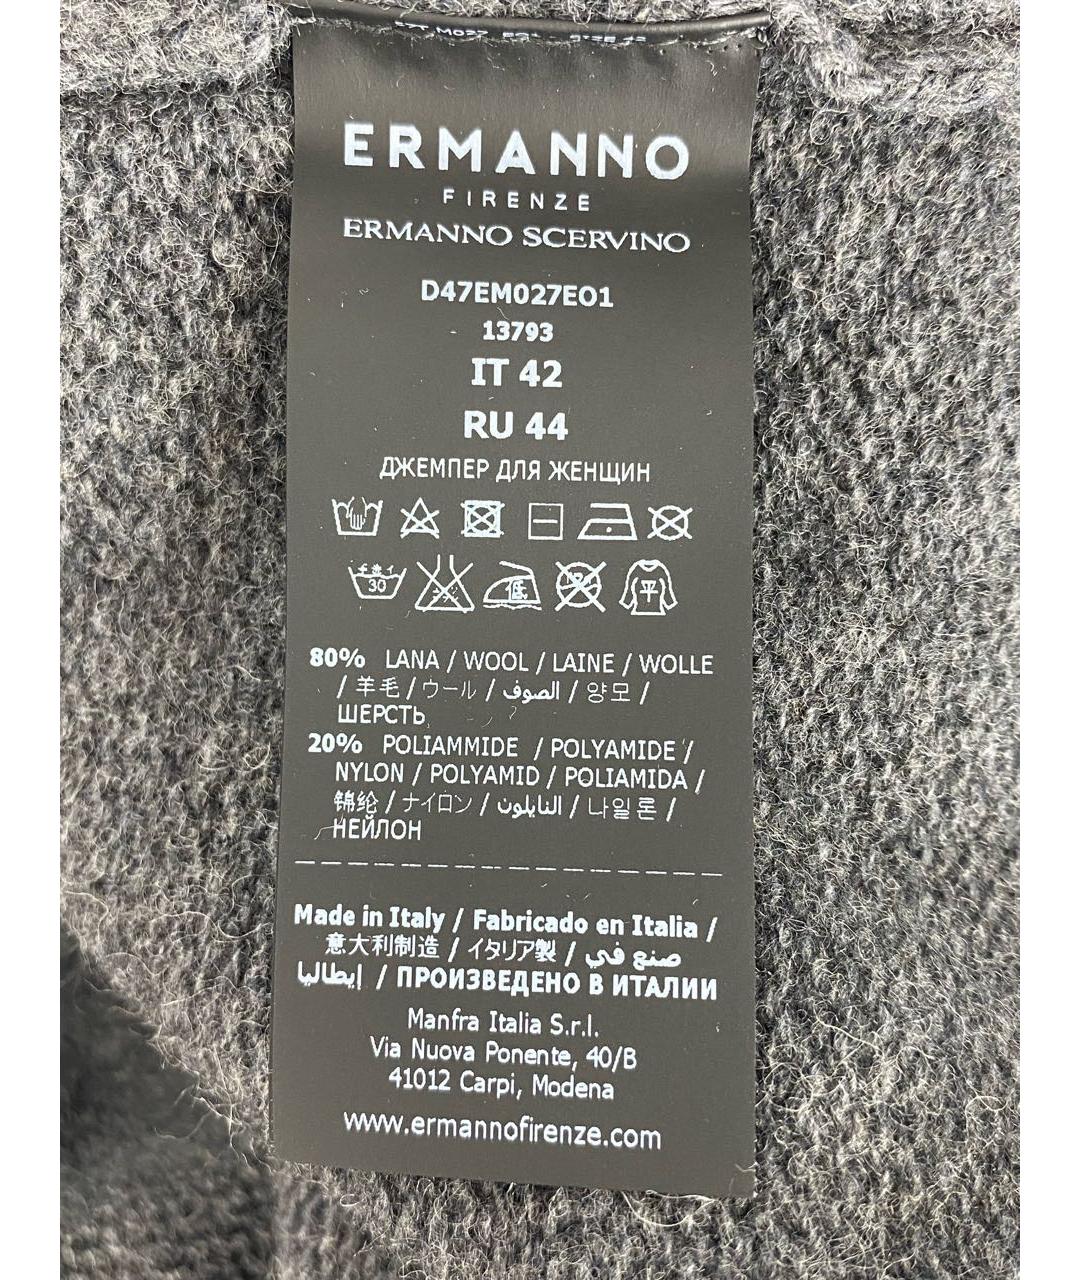 ERMANNO
FIRENZE
ERMANNO SCERVINO
D47EM027EO1
13793
IT 42
RU 44
ДЖЕМПЕР ДЛЯ ЖЕНЩИН
30 低 平
80% LANA / WOOL / LAINE / WOLLE
/ 羊毛 / ウール / الصوف / 양모 /
ШЕРСТЬ
20% POLIAMMIDE / POLYAMIDE /
NYLON / POLYAMID / POLIAMIDA /
锦纶 / ナイロン / النايلون / 나일론 /
НЕЙЛОН
Made in Italy / Fabricado en Italia /
意大利制造 / イタリア製 / صنع في
إيطاليا / ПРОИЗВЕДЕНО В ИТАЛИИ
Manfra Italia S.r.l.
Via Nuova Ponente, 40/B
41012 Carpi, Modena
www.ermannofirenze.com